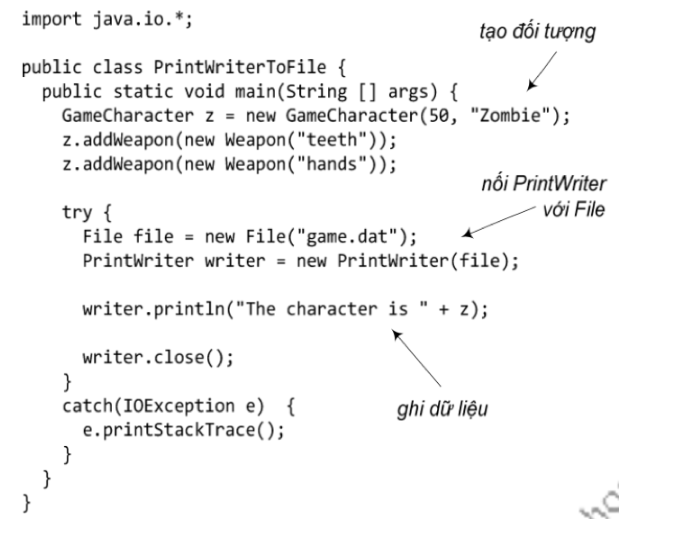 import java.io.*;
tạo đối tượng
public class PrintWriterToFile {
public static void main(String [] args) {
GameCharacter z = new GameCharacter(50, "Zombie");
z.addWeapon(new Weapon("teeth"));
z.addWeapon(new Weapon("hands"));
nối PrintWriter
với File
try {
File file = new File("game.dat");
PrintWriter writer = new PrintWriter(file);
writer.println("The character is " + z);
writer.close();
}
catch(IOException e)  {
ghi dữ liệu
e.printStackTrace();
}
}
}